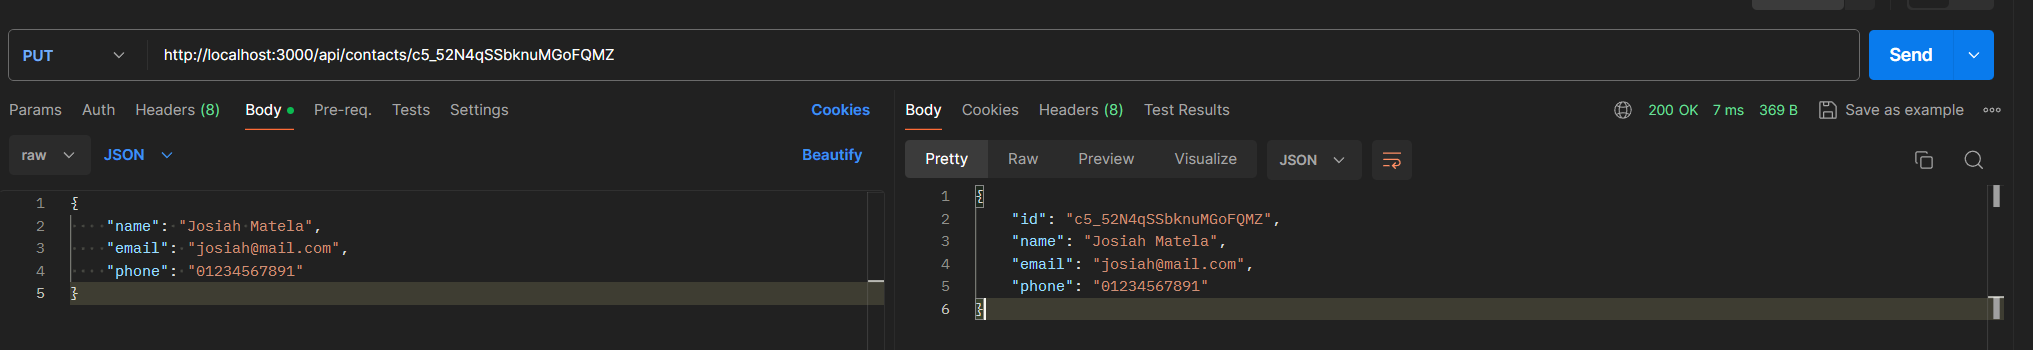 PUT http://localhost:3000/api/contacts/c5_52N4qSSbknuMGoFQMZ Send
Params Auth Headers (8) Body Pre-req. Tests Settings Cookies
raw JSON Beautify
1 {
2 "name": "Josiah Matela",
3 "email": "josiah@mail.com",
4 "phone": "01234567891"
5 }
Body Cookies Headers (8) Test Results 200 OK 7 ms 369 B Save as example
Pretty Raw Preview Visualize JSON
1 {
2 "id": "c5_52N4qSSbknuMGoFQMZ",
3 "name": "Josiah Matela",
4 "email": "josiah@mail.com",
5 "phone": "01234567891"
6 }